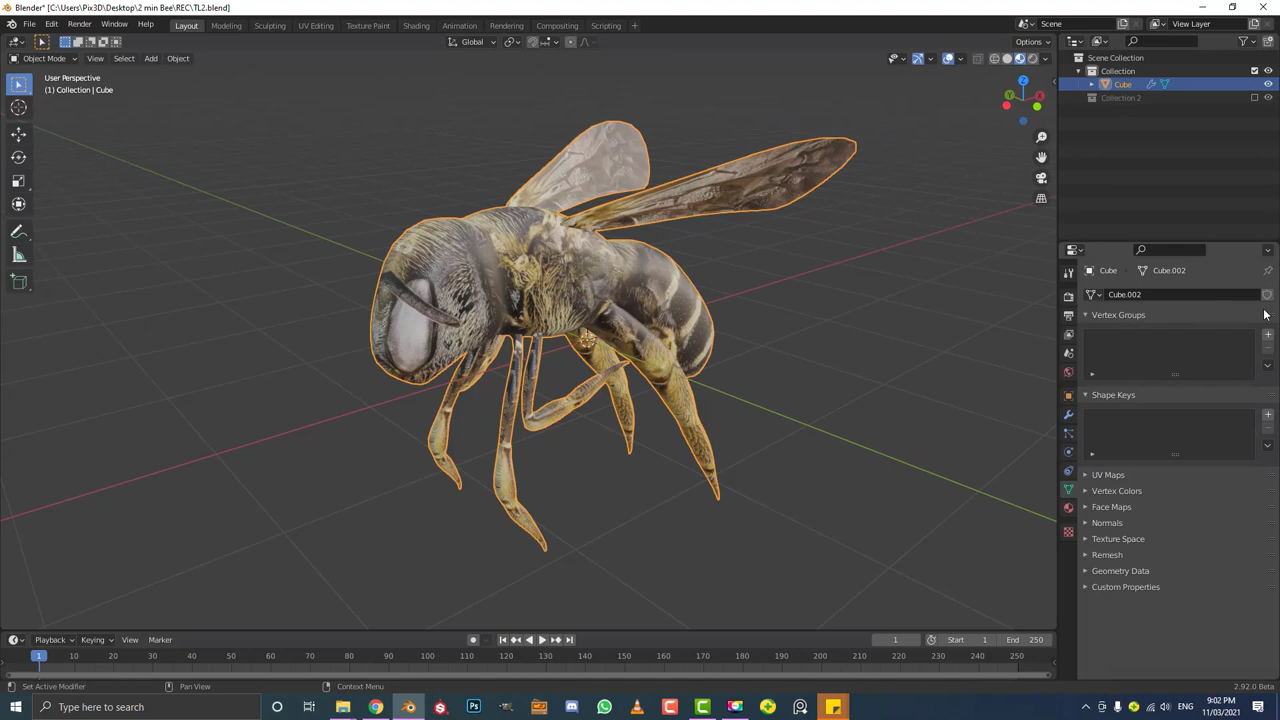 Blender* [C:\Users\Pix3D\Desktop\2 min Bee\REC\TL2.blend]
File Edit Render Window Help Layout Modeling Sculpting UV Editing Texture Paint Shading Animation Rendering Compositing Scripting + Scene View Layer
Global Options
Object Mode View Select Add Object
User Perspective
(1) Collection | Cube
Scene Collection
Collection
Cube
Collection 2
Z
Y
X
Cube Cube.002
Cube.002
Vertex Groups
Shape Keys
UV Maps
Vertex Colors
Face Maps
Normals
Texture Space
Remesh
Geometry Data
Custom Properties
Playback Keying View Marker 1 Start 1 End 250
1 10 20 30 40 50 60 70 80 90 100 110 120 130 140 150 160 170 180 190 200 210 220 230 240 250
Set Active Modifier Pan View Context Menu 2.92.0 Beta
Type here to search
Ps
ENG
9:02 PM
11/03/2021